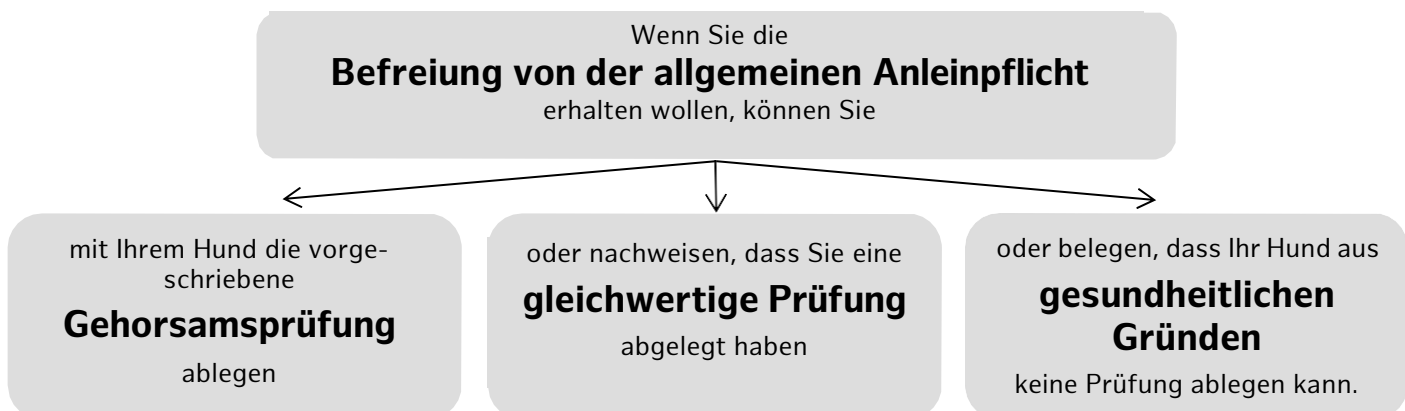 Wenn Sie die
Befreiung von der allgemeinen Anleinpflicht
erhalten wollen, können Sie
mit Ihrem Hund die vorge-
schriebene
Gehorsamsprüfung
ablegen
oder nachweisen, dass Sie eine
gleichwertige Prüfung
abgelegt haben
oder belegen, dass Ihr Hund aus
gesundheitlichen
Gründen
keine Prüfung ablegen kann.